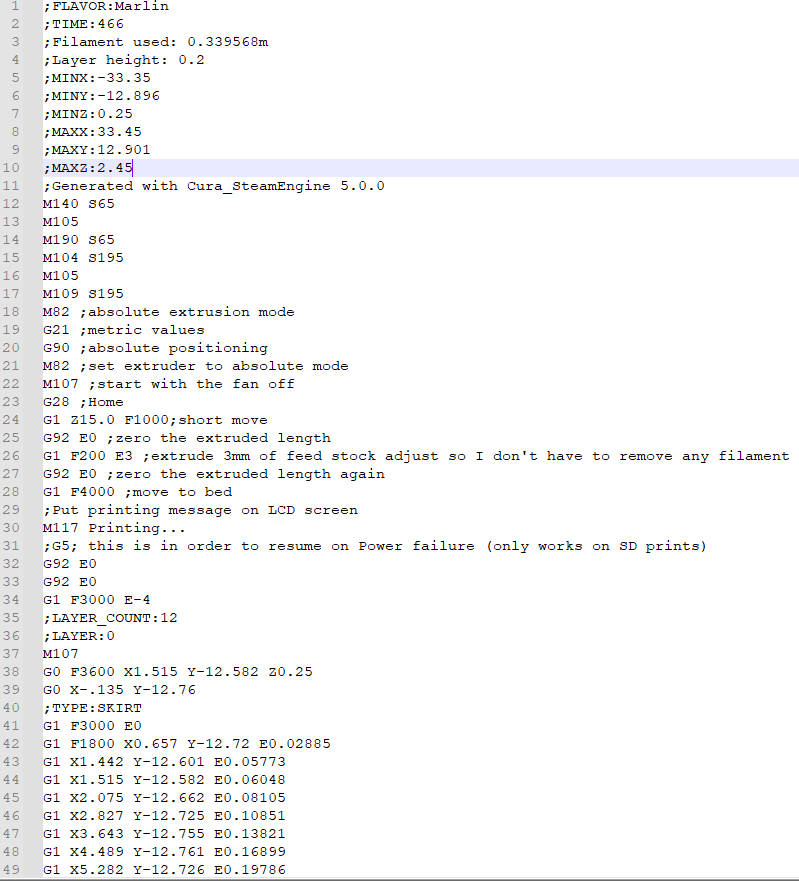 1 ;FLAVOR:Marlin
2 ;TIME:466
3 ;Filament used: 0.339568m
4 ;Layer height: 0.2
5 ;MINX:-33.35
6 ;MINY:-12.896
7 ;MINZ:0.25
8 ;MAXX:33.45
9 ;MAXY:12.901
10 ;MAXZ:2.45
11 ;Generated with Cura_SteamEngine 5.0.0
12 M140 S65
13 M105
14 M190 S65
15 M104 S195
16 M105
17 M109 S195
18 M82 ;absolute extrusion mode
19 G21 ;metric values
20 G90 ;absolute positioning
21 M82 ;set extruder to absolute mode
22 M107 ;start with the fan off
23 G28 ;Home
24 G1 Z15.0 F1000;short move
25 G92 E0 ;zero the extruded length
26 G1 F200 E3 ;extrude 3mm of feed stock adjust so I don't have to remove any filament
27 G92 E0 ;zero the extruded length again
28 G1 F4000 ;move to bed
29 ;Put printing message on LCD screen
30 M117 Printing...
31 ;G5; this is in order to resume on Power failure (only works on SD prints)
32 G92 E0
33 G92 E0
34 G1 F3000 E-4
35 ;LAYER_COUNT:12
36 ;LAYER:0
37 M107
38 G0 F3600 X1.515 Y-12.582 Z0.25
39 G0 X-.135 Y-12.76
40 ;TYPE:SKIRT
41 G1 F3000 E0
42 G1 F1800 X0.657 Y-12.72 E0.02885
43 G1 X1.442 Y-12.601 E0.05773
44 G1 X1.515 Y-12.582 E0.06048
45 G1 X2.075 Y-12.662 E0.08105
46 G1 X2.827 Y-12.725 E0.10851
47 G1 X3.643 Y-12.755 E0.13821
48 G1 X4.489 Y-12.761 E0.16899
49 G1 X5.282 Y-12.726 E0.19786